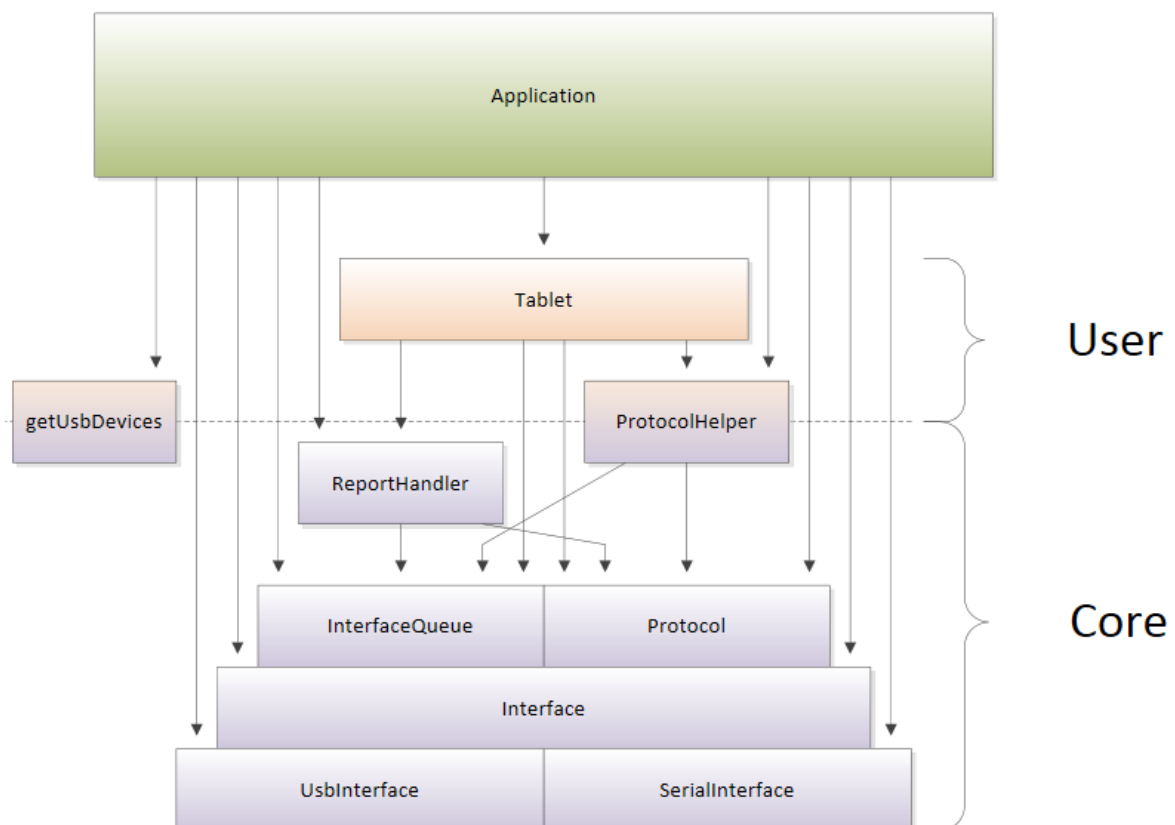 Application
Tablet
User
getUsbDevices
ProtocolHelper
ReportHandler
InterfaceQueue
Protocol
Core
Interface
UsbInterface
SerialInterface